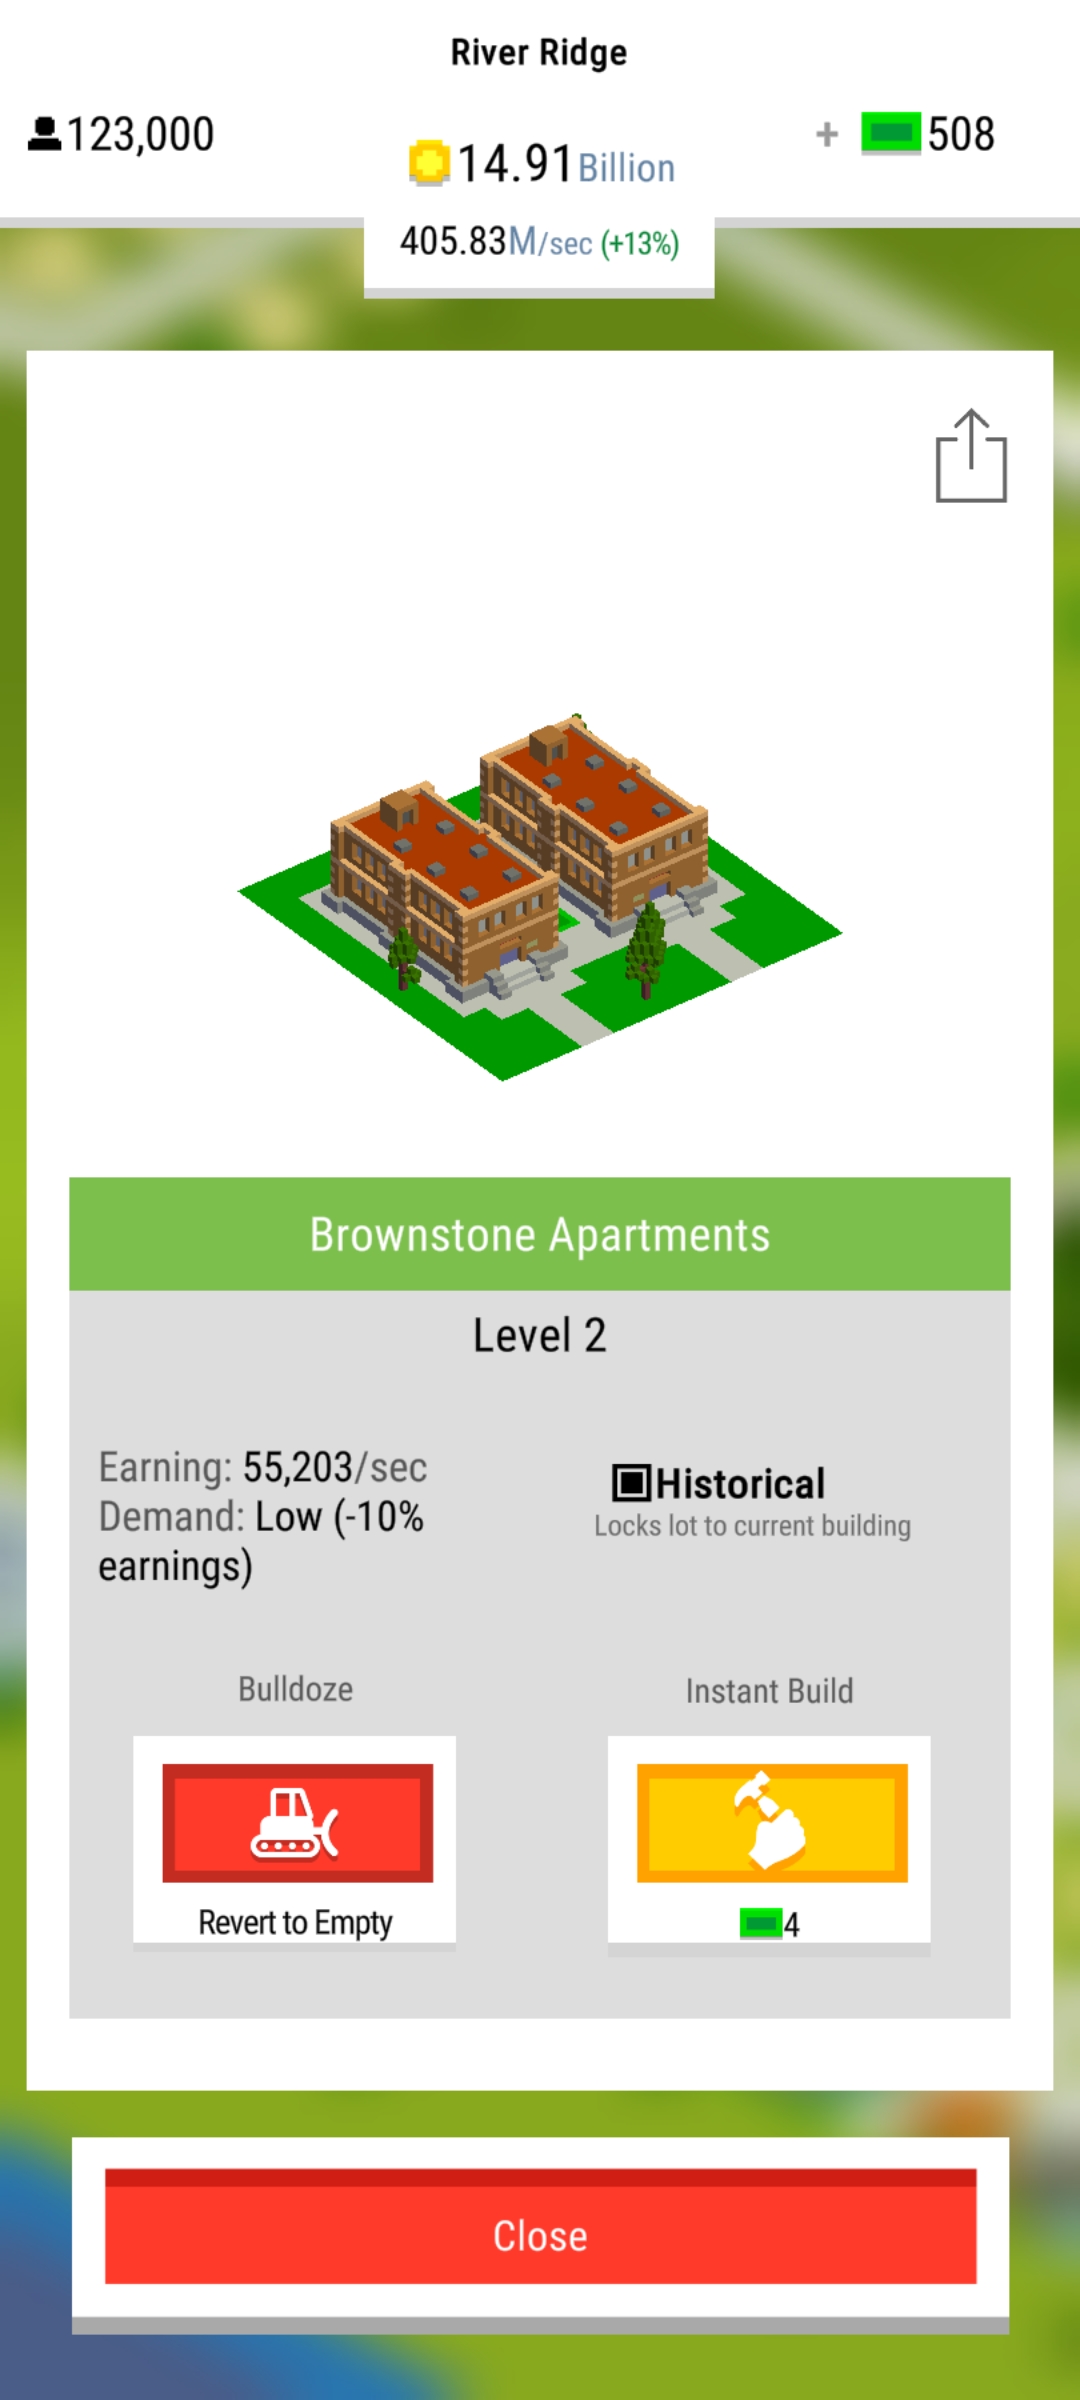 River Ridge
123,000
14.91 Billion
+ 508
405.83M/sec (+13%)
Brownstone Apartments
Level 2
Earning: 55,203/sec
Demand: Low (-10%
earnings)
Historical
Locks lot to current building
Bulldoze
Revert to Empty
Instant Build
4
Close